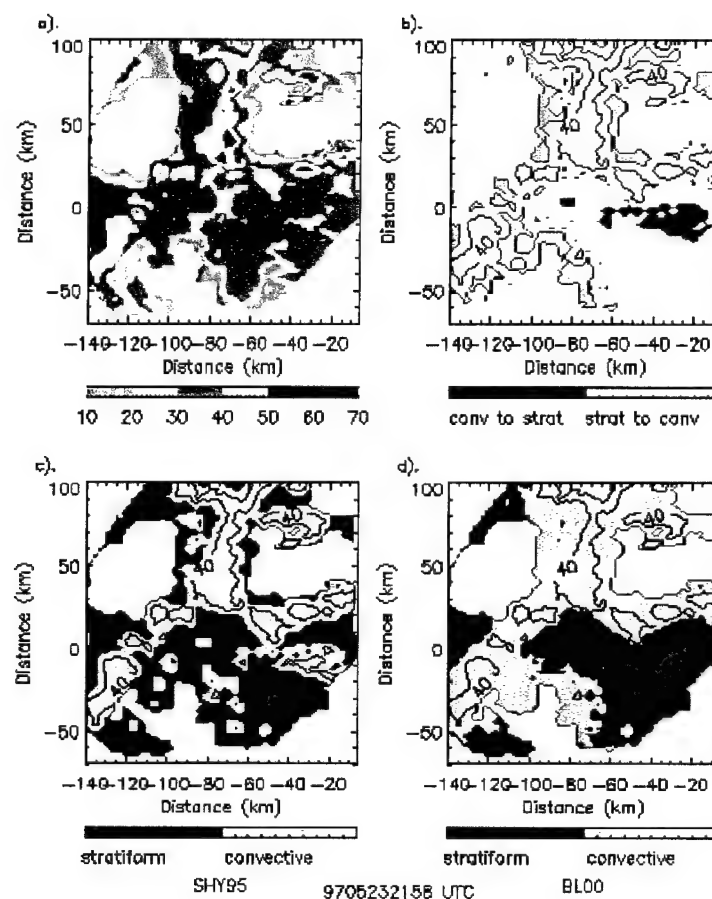 a).
b).
100
50
0
-50
Distance (km)
-140-120-100-80 -60 -40 -20
Distance (km)
10 20 30 40 50 60 70
100
50
0
-50
Distance (km)
40
40
40
-140-120-100-80 -60 -40 -20
Distance (km)
conv to strat strat to conv
c).
d).
100
50
0
-50
Distance (km)
40
40
40
-140-120-100-80 -60 -40 -20
Distance (km)
stratiform convective
SHY95
100
50
0
-50
Distance (km)
40
40
40
-140-120-100-80 -60 -40 -20
Distance (km)
stratiform convective
BL00
9705232158 UTC